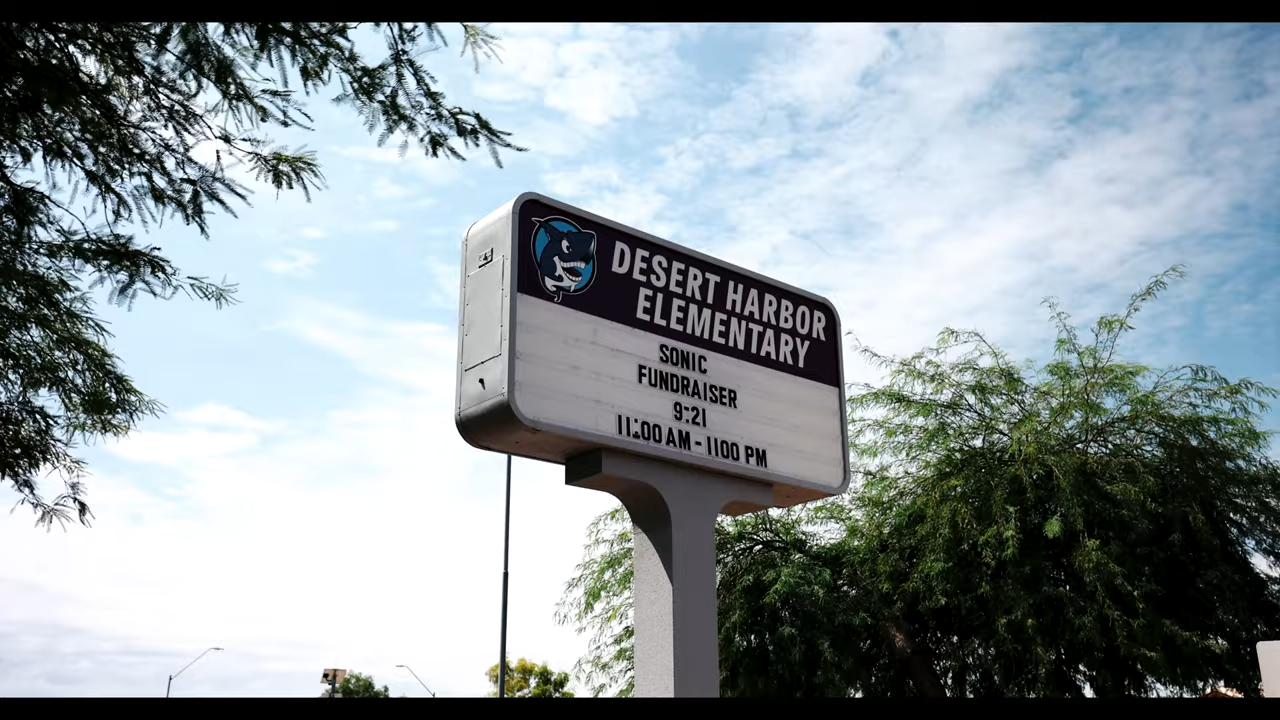 DESERT HARBOR
ELEMENTARY
SONIC
FUNDRAISER
9:21
11:00 AM - 1100 PM